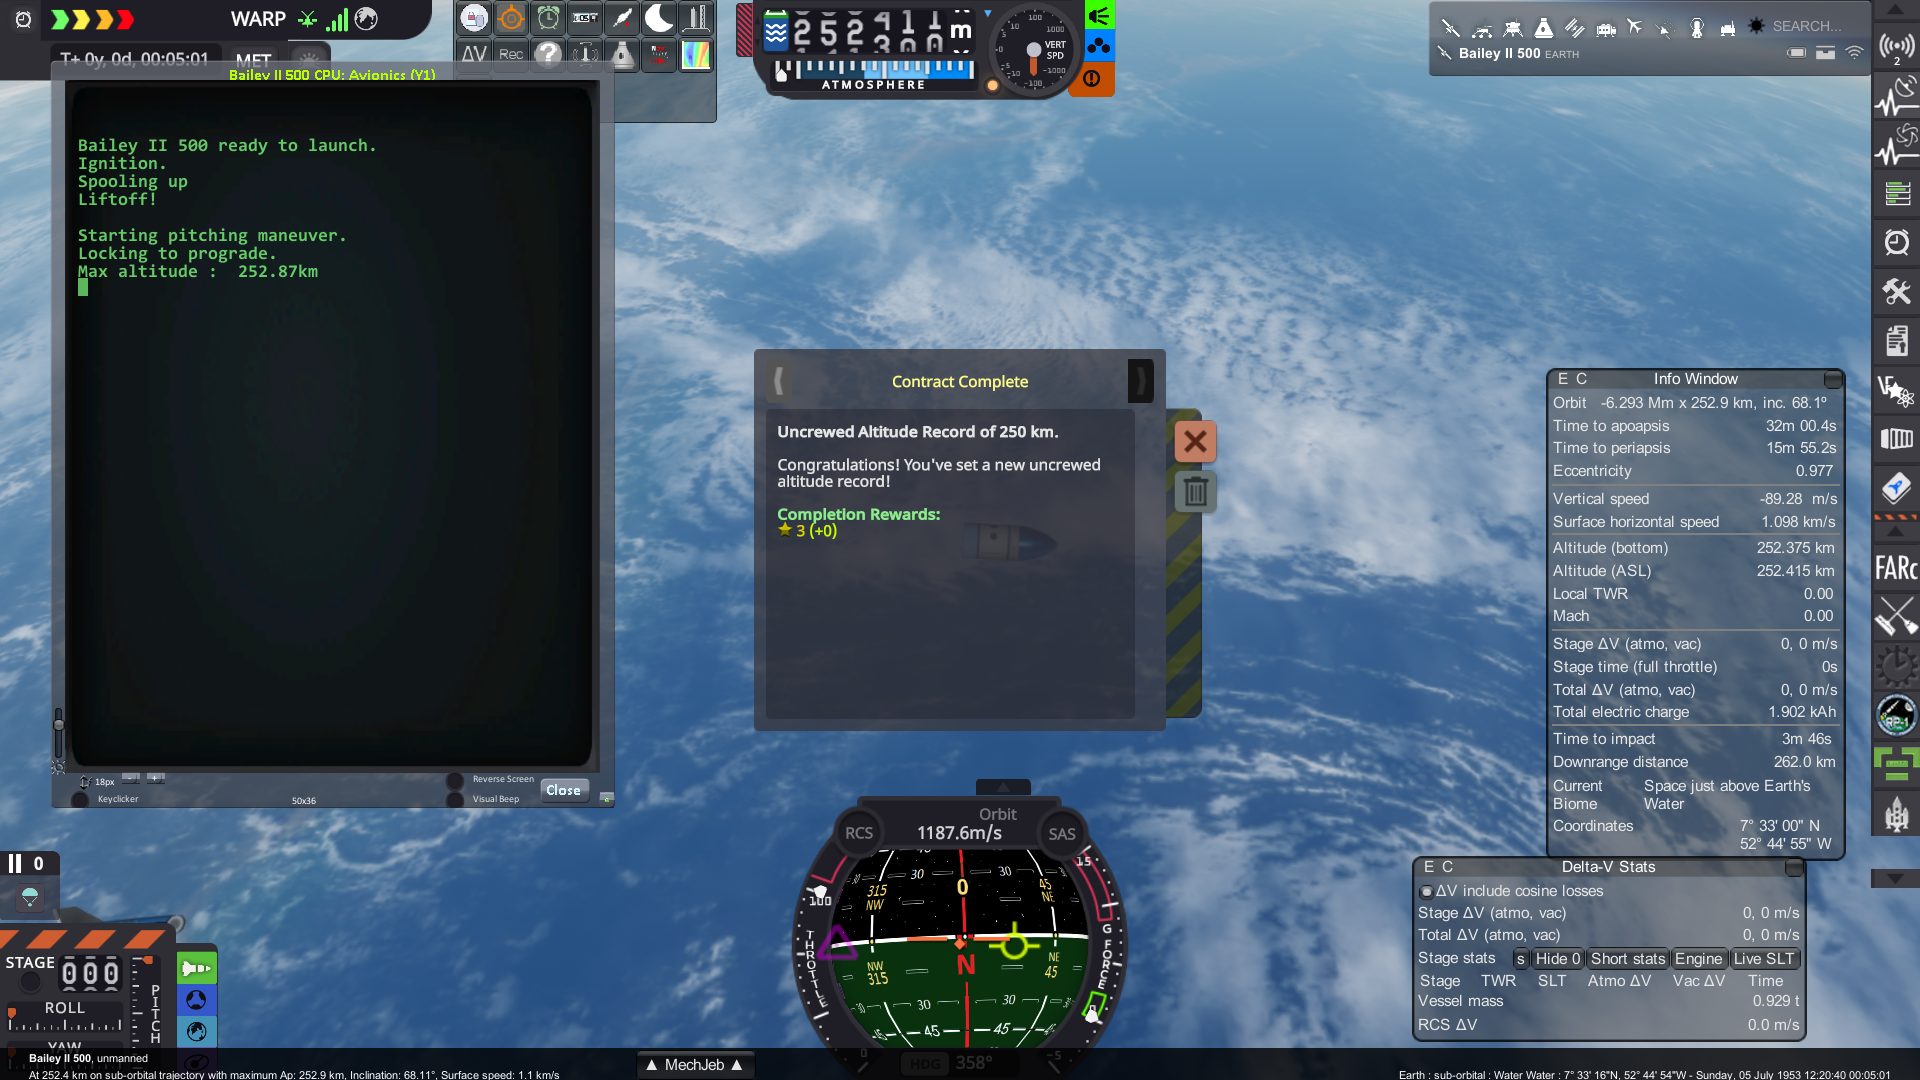 WARP
T+ 0y, 0d, 00:05:01 MET
Bailey II 500 CPU: Avionics (Y1)
Bailey II 500 ready to launch.
Ignition.
Spooling up
Liftoff!
Starting pitching maneuver.
Locking to prograde.
Max altitude :  252.87km
18px
Keyclicker
50x36
Reverse Screen
Visual Beep
Close
ΔV Rec
m
ATMOSPHERE
VERT SPD
SEARCH...
Bailey II 500 EARTH
2
FARc
RP-1
Contract Complete
Uncrewed Altitude Record of 250 km.
Congratulations! You've set a new uncrewed
altitude record!
Completion Rewards:
3 (+0)
E C Info Window
Orbit -6.293 Mm x 252.9 km, inc. 68.1º
Time to apoapsis 32m 00.4s
Time to periapsis 15m 55.2s
Eccentricity 0.977
Vertical speed -89.28 m/s
Surface horizontal speed 1.098 km/s
Altitude (bottom) 252.375 km
Altitude (ASL) 252.415 km
Local TWR 0.00
Mach 0.00
Stage ΔV (atmo, vac) 0, 0 m/s
Stage time (full throttle) 0s
Total ΔV (atmo, vac) 0, 0 m/s
Total electric charge 1.902 kAh
Time to impact 3m 46s
Downrange distance 262.0 km
Current Biome Space just above Earth's Water
Coordinates 7° 33' 00" N
52° 44' 55" W
E C Delta-V Stats
ΔV include cosine losses
Stage ΔV (atmo, vac) 0, 0 m/s
Total ΔV (atmo, vac) 0, 0 m/s
Stage stats s Hide 0 Short stats Engine Live SLT
Stage TWR SLT Atmo ΔV Vac ΔV Time
Vessel mass 0.929 t
RCS ΔV 0.0 m/s
Orbit
RCS 1187.6m/s SAS
THROTTLE
G FORCE
HDG 358°
0
STAGE 000
ROLL
PITCH
YAW
MechJeb
Bailey II 500, unmanned
At 252.4 km on sub-orbital trajectory with maximum Ap: 252.9 km, Inclination: 68.11°, Surface speed: 1.1 km/s
Earth : sub-orbital : Water Water : 7° 33' 16"N, 52° 44' 54"W - Sunday, 05 July 1953 12:20:40 00:05:01